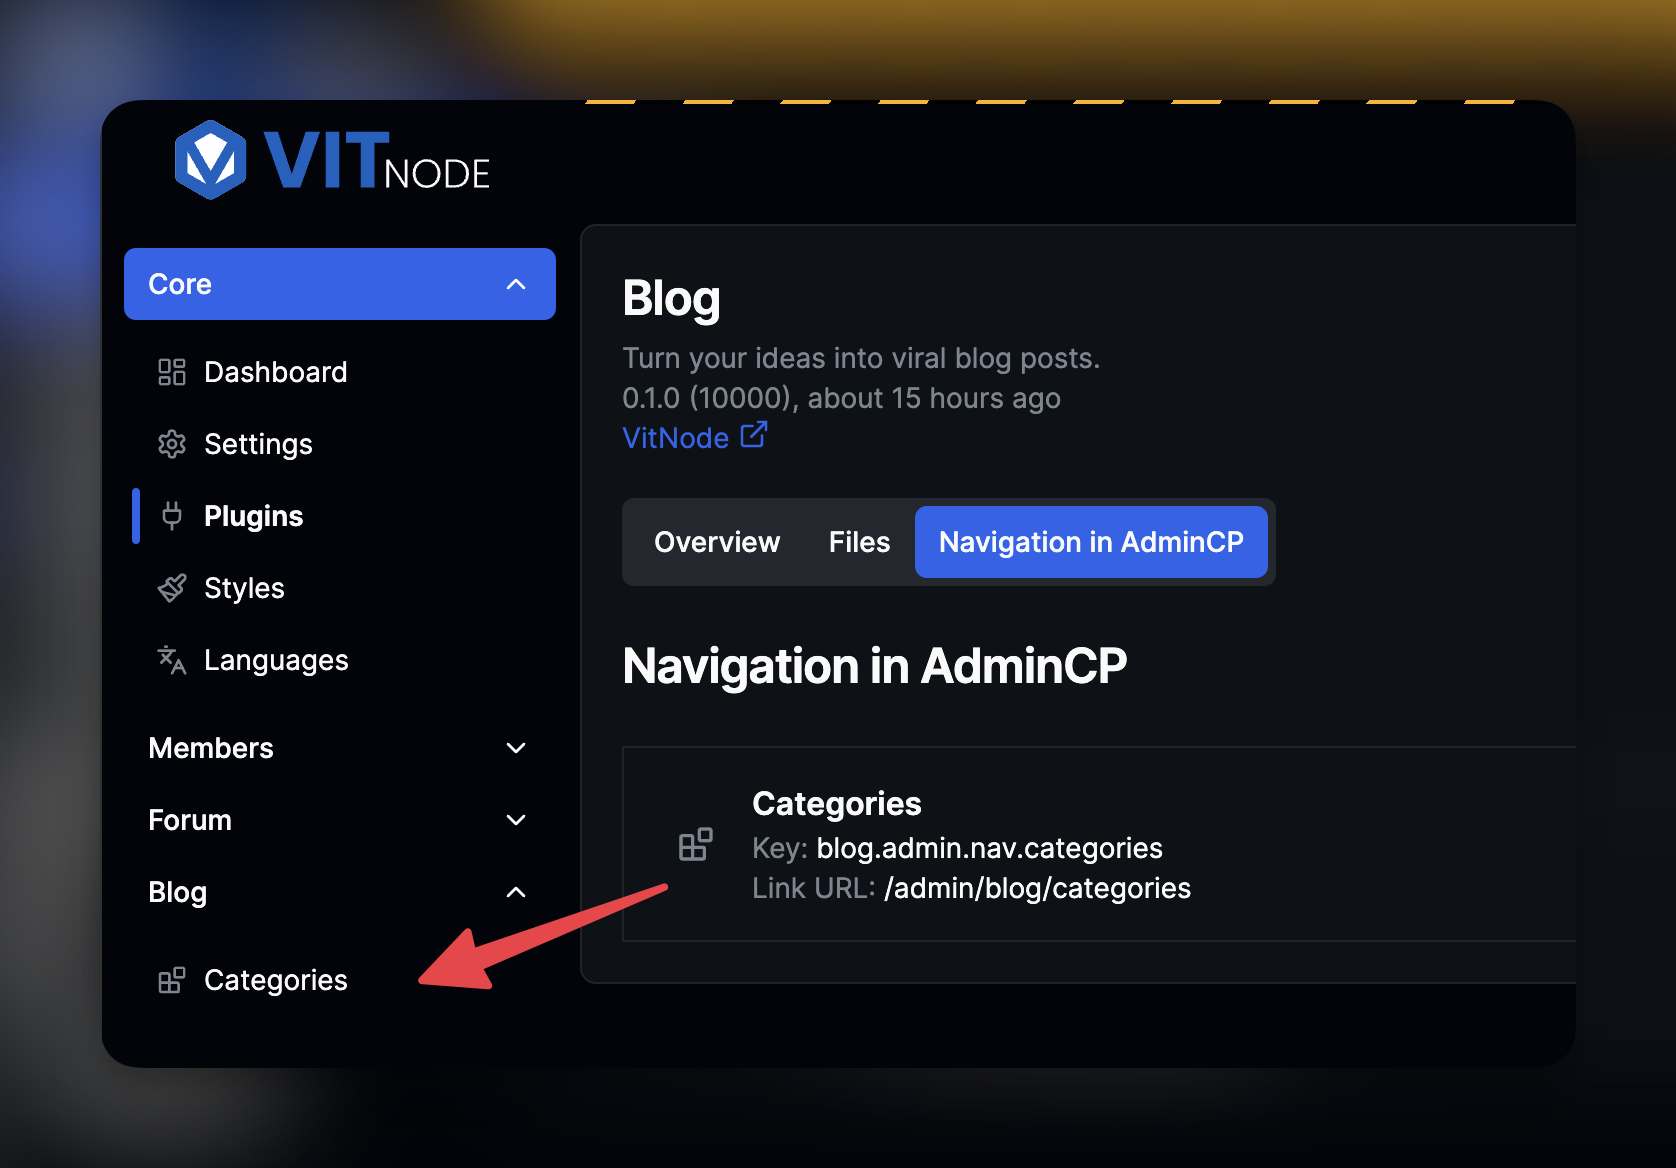 VITNODE
Core
Dashboard
Settings
Plugins
Styles
Languages
Members
Forum
Blog
Categories
Blog
Turn your ideas into viral blog posts.
0.1.0 (10000), about 15 hours ago
VitNode
Overview Files Navigation in AdminCP
Navigation in AdminCP
Categories
Key: blog.admin.nav.categories
Link URL: /admin/blog/categories